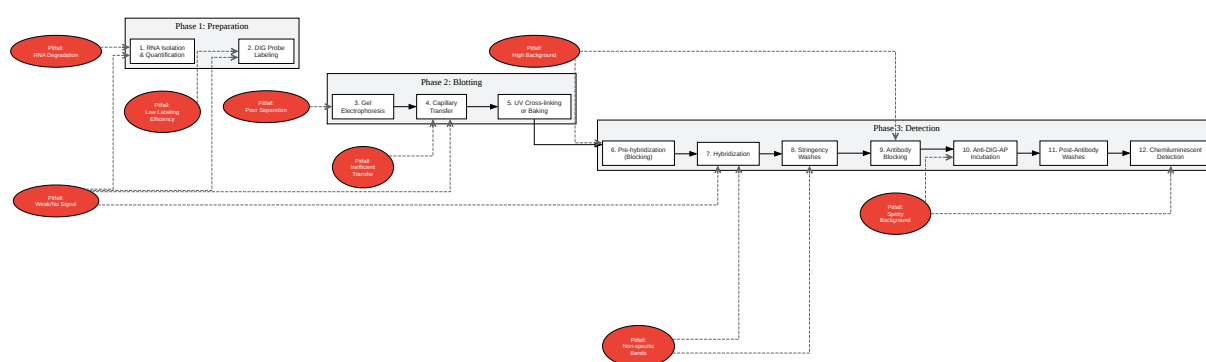 Phase 1: Preparation
Pitfall:
RNA Degradation
1. RNA Isolation
& Quantification
2. DIG Probe
Labeling
Pitfall:
High Background
Pitfall:
Low Labeling
Efficiency
Pitfall:
Poor Separation
Phase 2: Blotting
3. Gel
Electrophoresis
4. Capillary
Transfer
5. UV Cross-linking
or Baking
Pitfall:
Inefficient
Transfer
Phase 3: Detection
6. Pre-hybridization
(Blocking)
7. Hybridization
8. Stringency
Washes
9. Antibody
Blocking
10. Anti-DIG-AP
Incubation
11. Post-Antibody
Washes
12. Chemiluminescent
Detection
Pitfall:
Weak/No Signal
Pitfall:
Spotty
Background
Pitfall:
Non-specific
Bands